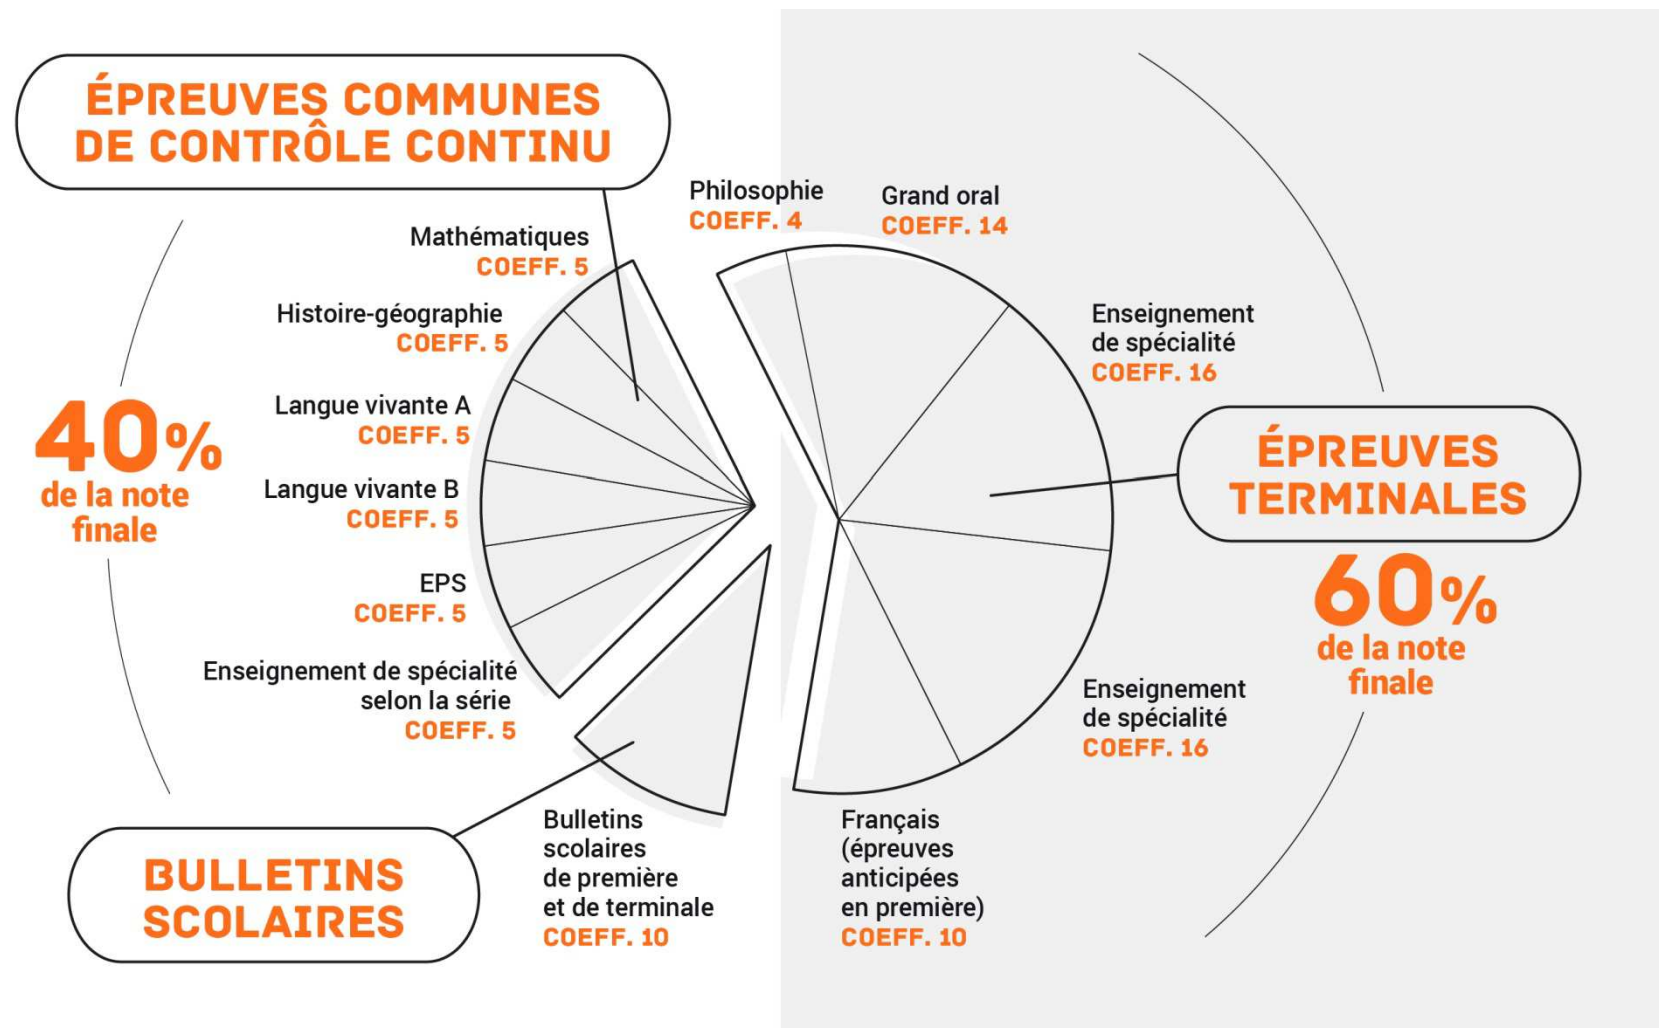 ÉPREUVES COMMUNES
DE CONTRÔLE CONTINU
Mathématiques
COEFF. 5
Histoire-géographie
COEFF. 5
Langue vivante A
COEFF. 5
Langue vivante B
COEFF. 5
EPS
COEFF. 5
Enseignement de spécialité
selon la série
COEFF. 5
40%
de la note
finale
BULLETINS
SCOLAIRES
Bulletins
scolaires
de première
et de terminale
COEFF. 10
Philosophie
COEFF. 4
Grand oral
COEFF. 14
Enseignement
de spécialité
COEFF. 16
ÉPREUVES
TERMINALES
60%
de la note
finale
Enseignement
de spécialité
COEFF. 16
Français
(épreuves
anticipées
en première)
COEFF. 10